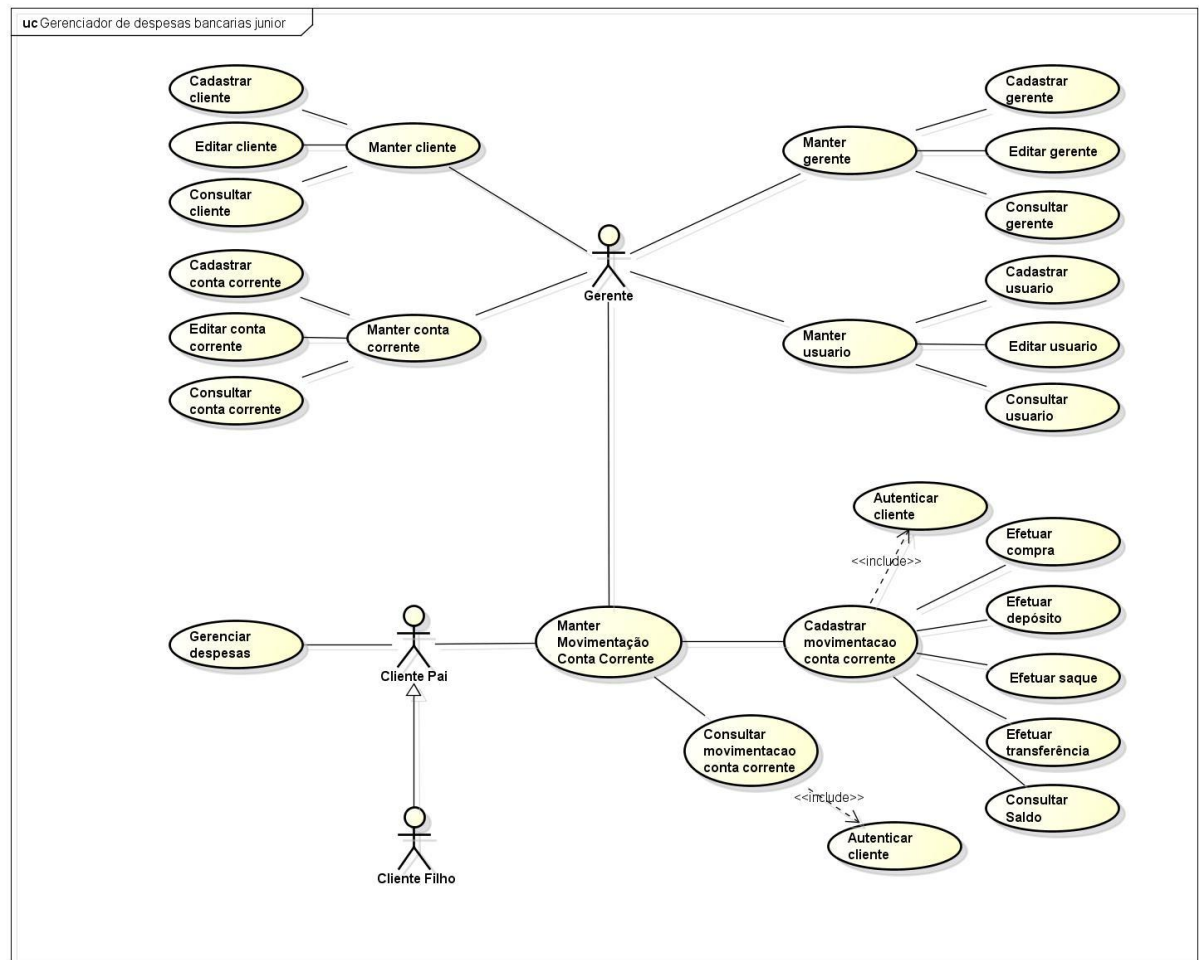 uc Gerenciador de despesas bancarias junior
Cadastrar
cliente
Editar cliente
Consultar
cliente
Manter cliente
Cadastrar
conta corrente
Editar conta
corrente
Consultar
conta corrente
Manter conta
corrente
Gerente
Manter
gerente
Cadastrar
gerente
Editar gerente
Consultar
gerente
Manter
usuario
Cadastrar
usuario
Editar usuario
Consultar
usuario
Gerenciar
despesas
Cliente Pai
Cliente Filho
Manter
Movimentação
Conta Corrente
Autenticar
cliente
<<include>>
Cadastrar
movimentacao
conta corrente
Efetuar
compra
Efetuar
depósito
Efetuar saque
Efetuar
transferência
Consultar
Saldo
Consultar
movimentacao
conta corrente
<<include>>
Autenticar
cliente